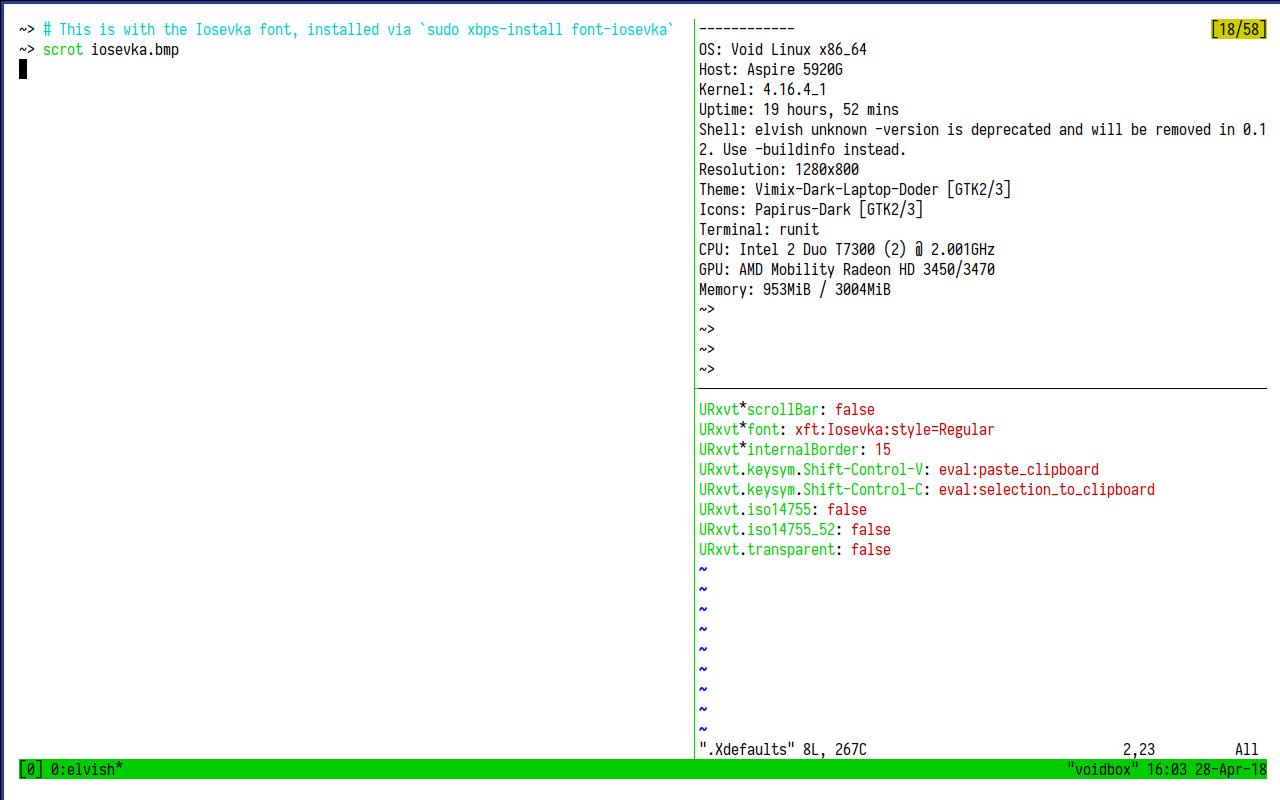 ~> # This is with the Iosevka font, installed via `sudo xbps-install font-iosevka`
~> scrot iosevka.bmp
------------
[18/58]
OS: Void Linux x86_64
Host: Aspire 5920G
Kernel: 4.16.4_1
Uptime: 19 hours, 52 mins
Shell: elvish unknown -version is deprecated and will be removed in 0.1
2. Use -buildinfo instead.
Resolution: 1280x800
Theme: Vimix-Dark-Laptop-Doder [GTK2/3]
Icons: Papirus-Dark [GTK2/3]
Terminal: runit
CPU: Intel 2 Duo T7300 (2) @ 2.001GHz
GPU: AMD Mobility Radeon HD 3450/3470
Memory: 953MiB / 3004MiB
~>
~>
~>
~>
URxvt*scrollBar: false
URxvt*font: xft:Iosevka:style=Regular
URxvt*internalBorder: 15
URxvt.keysym.Shift-Control-V: eval:paste_clipboard
URxvt.keysym.Shift-Control-C: eval:selection_to_clipboard
URxvt.iso14755: false
URxvt.iso14755_52: false
URxvt.transparent: false
~
~
~
~
~
~
~
~
~
".Xdefaults" 8L, 267C 2,23 All
[0] 0:elvish* "voidbox" 16:03 28-Apr-18